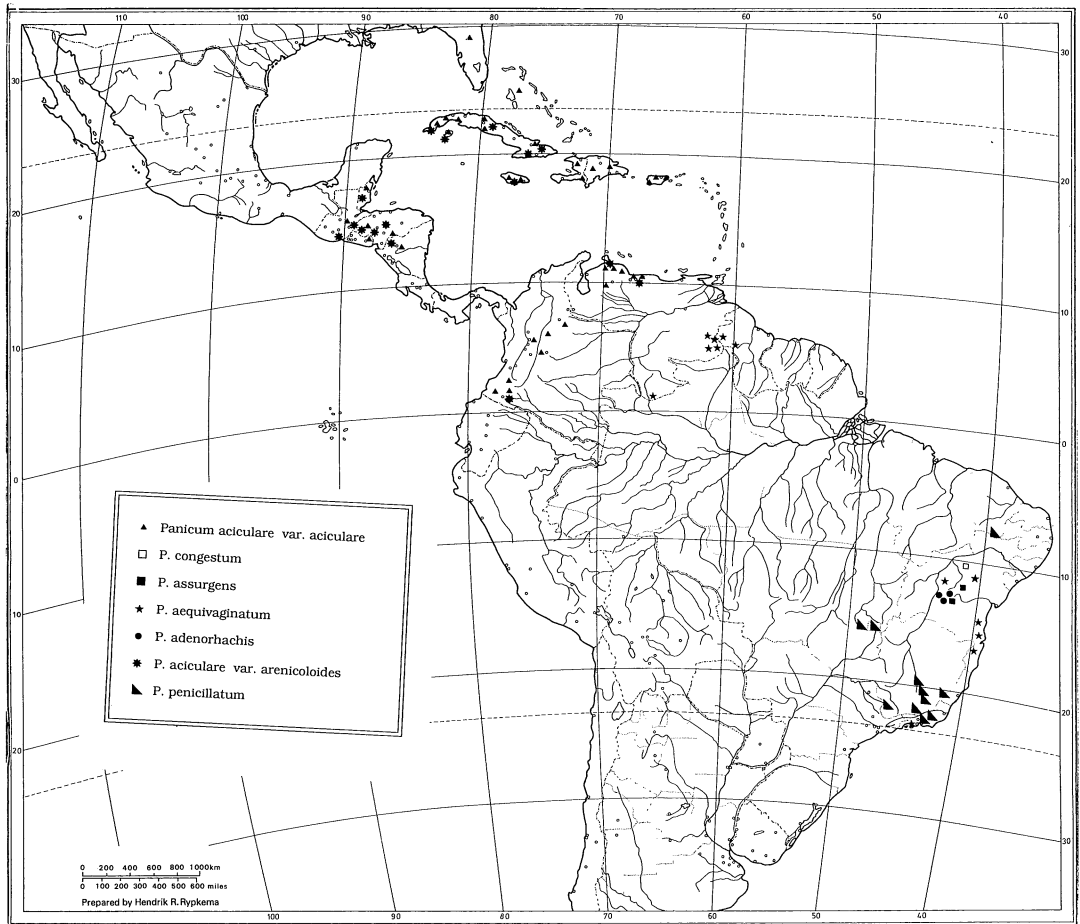 110 100 90 80 70 60 50 40
30 30
20 20
10 10
0 0
▲ Panicum aciculare var. aciculare
□ P. congestum
■ P. assurgens
★ P. aequivaginatum
● P. adenorhachis
✸ P. aciculare var. arenicoloides
◣ P. penicillatum
10 10
20 20
30
0 200 400 600 800 1000km
0 100 200 300 400 500 600 miles
Prepared by Hendrik R. Rypkema
100 90 80 70 60 50